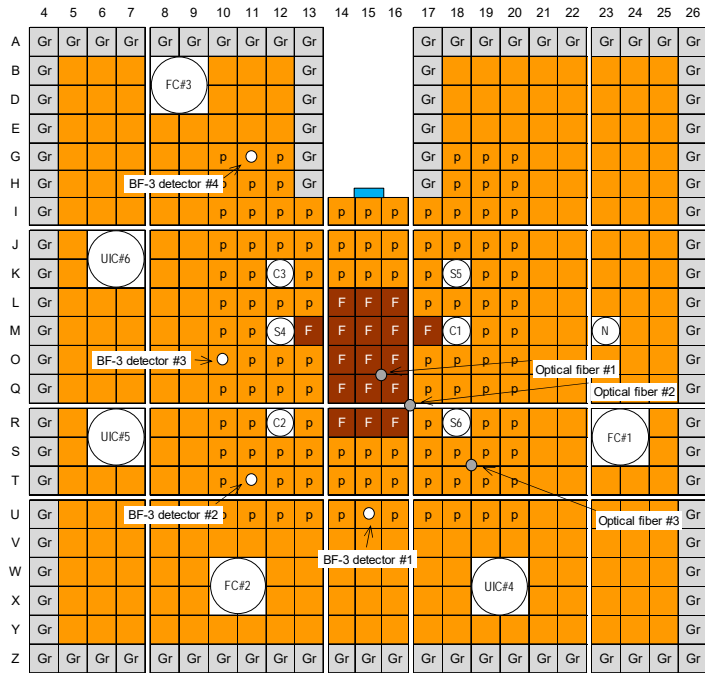 4 5 6 7 8 9 10 11 12 13 14 15 16 17 18 19 20 21 22 23 24 25 26
A Gr Gr Gr Gr Gr Gr Gr Gr Gr Gr Gr Gr Gr Gr Gr Gr Gr Gr Gr Gr
B Gr Gr Gr Gr
FC#3
D Gr Gr Gr Gr
E Gr Gr Gr Gr
G Gr p p Gr Gr p p p Gr
BF-3 detector #4
H Gr p p p Gr Gr p p p Gr
I Gr p p p p p p p p p p p Gr
J Gr p p p p p p p p p p p Gr
UIC#6
K Gr p p C3 p p p p p S5 p p Gr
L Gr p p p p F F F p p p p Gr
M Gr p p S4 F F F F F C1 p p N Gr
BF-3 detector #3
O Gr p p p F F F p p p p Gr
Optical fiber #1
Q Gr p p p p F F F p p p p Gr
Optical fiber #2
R Gr p p C2 p F F F p S6 p p Gr
UIC#5 FC#1
S Gr p p p p p p p p p p p Gr
T Gr p p p p p p p p p p Gr
BF-3 detector #2
U Gr p p p p p p p p p p Gr
Optical fiber #3
V Gr Gr
BF-3 detector #1
W Gr Gr
FC#2 UIC#4
X Gr Gr
Y Gr Gr
Z Gr Gr Gr Gr Gr Gr Gr Gr Gr Gr Gr Gr Gr Gr Gr Gr Gr Gr Gr Gr